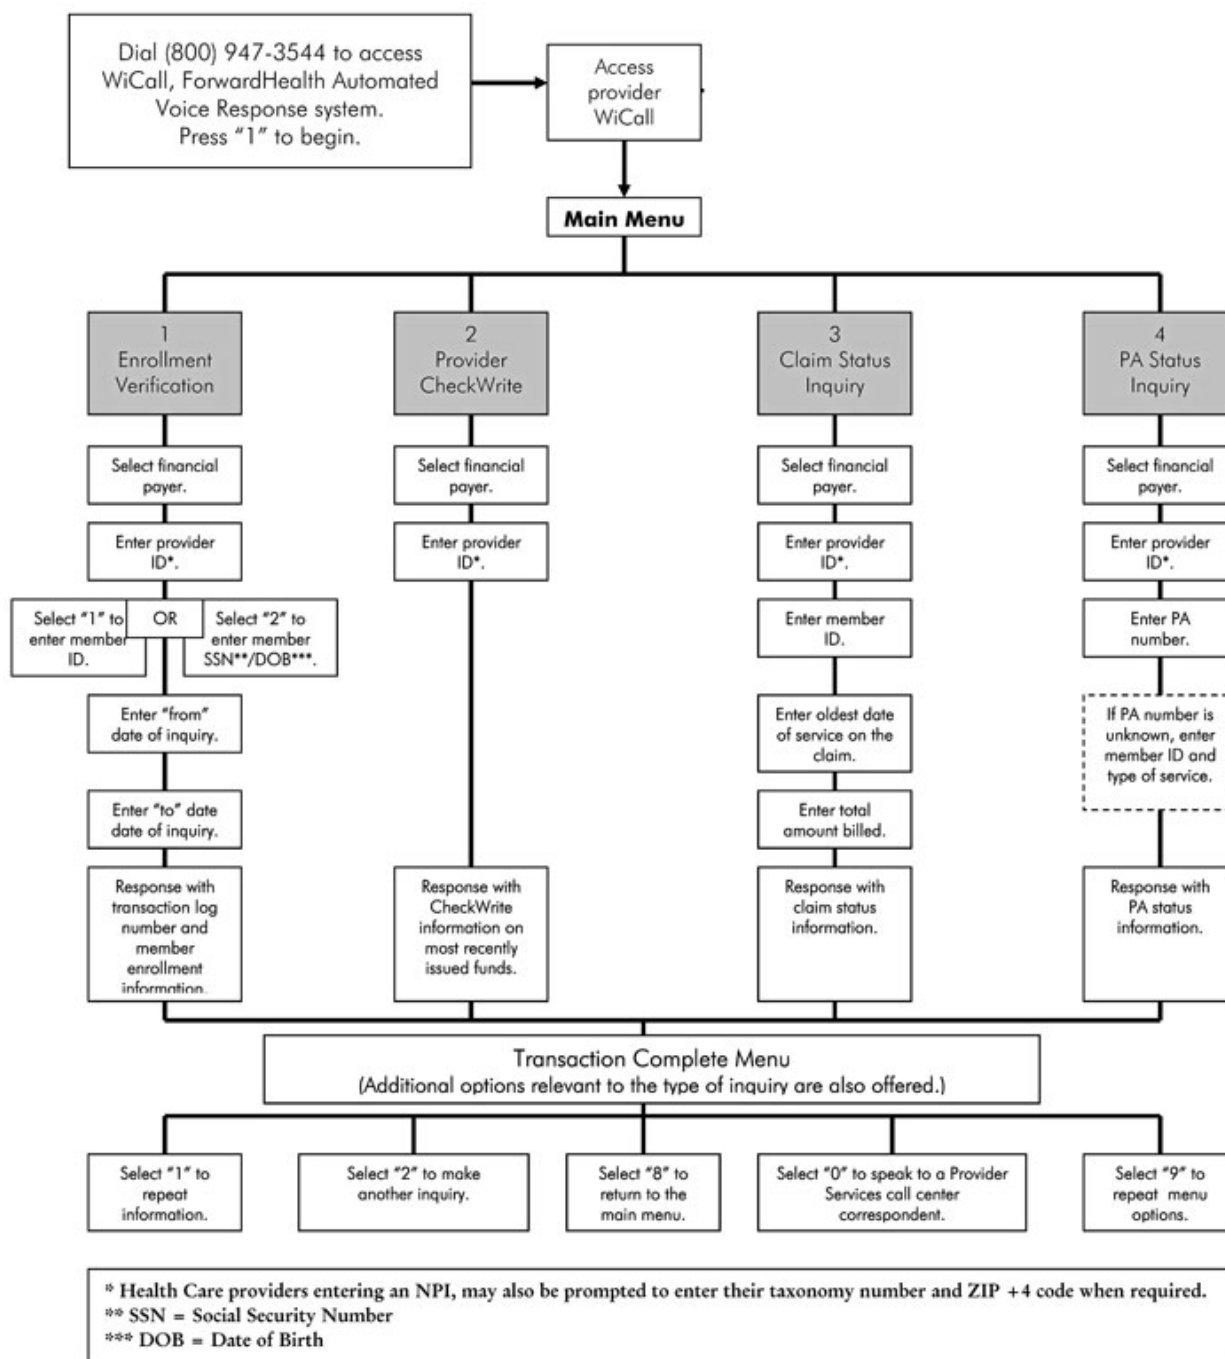 Dial (800) 947-3544 to access
WiCall, ForwardHealth Automated
Voice Response system.
Press "1" to begin.
Access
provider
WiCall
Main Menu
1
Enrollment
Verification
Select financial
payer.
Enter provider
ID*.
Select "1" to
enter member
ID.
OR
Select "2" to
enter member
SSN**/DOB***.
Enter "from"
date of inquiry.
Enter "to" date
date of inquiry.
Response with
transaction log
number and
member
enrollment
information.
2
Provider
CheckWrite
Select financial
payer.
Enter provider
ID*.
Response with
CheckWrite
information on
most recently
issued funds.
3
Claim Status
Inquiry
Select financial
payer.
Enter provider
ID*.
Enter member
ID.
Enter oldest date
of service on the
claim.
Enter total
amount billed.
Response with
claim status
information.
4
PA Status
Inquiry
Select financial
payer.
Enter provider
ID*.
Enter PA
number.
If PA number is
unknown, enter
member ID and
type of service.
Response with
PA status
information.
Transaction Complete Menu
(Additional options relevant to the type of inquiry are also offered.)
Select "1" to
repeat
information.
Select "2" to make
another inquiry.
Select "8" to
return to the
main menu.
Select "0" to speak to a Provider
Services call center
correspondent.
Select "9" to
repeat menu
options.
* Health Care providers entering an NPI, may also be prompted to enter their taxonomy number and ZIP +4 code when required.
** SSN = Social Security Number
*** DOB = Date of Birth